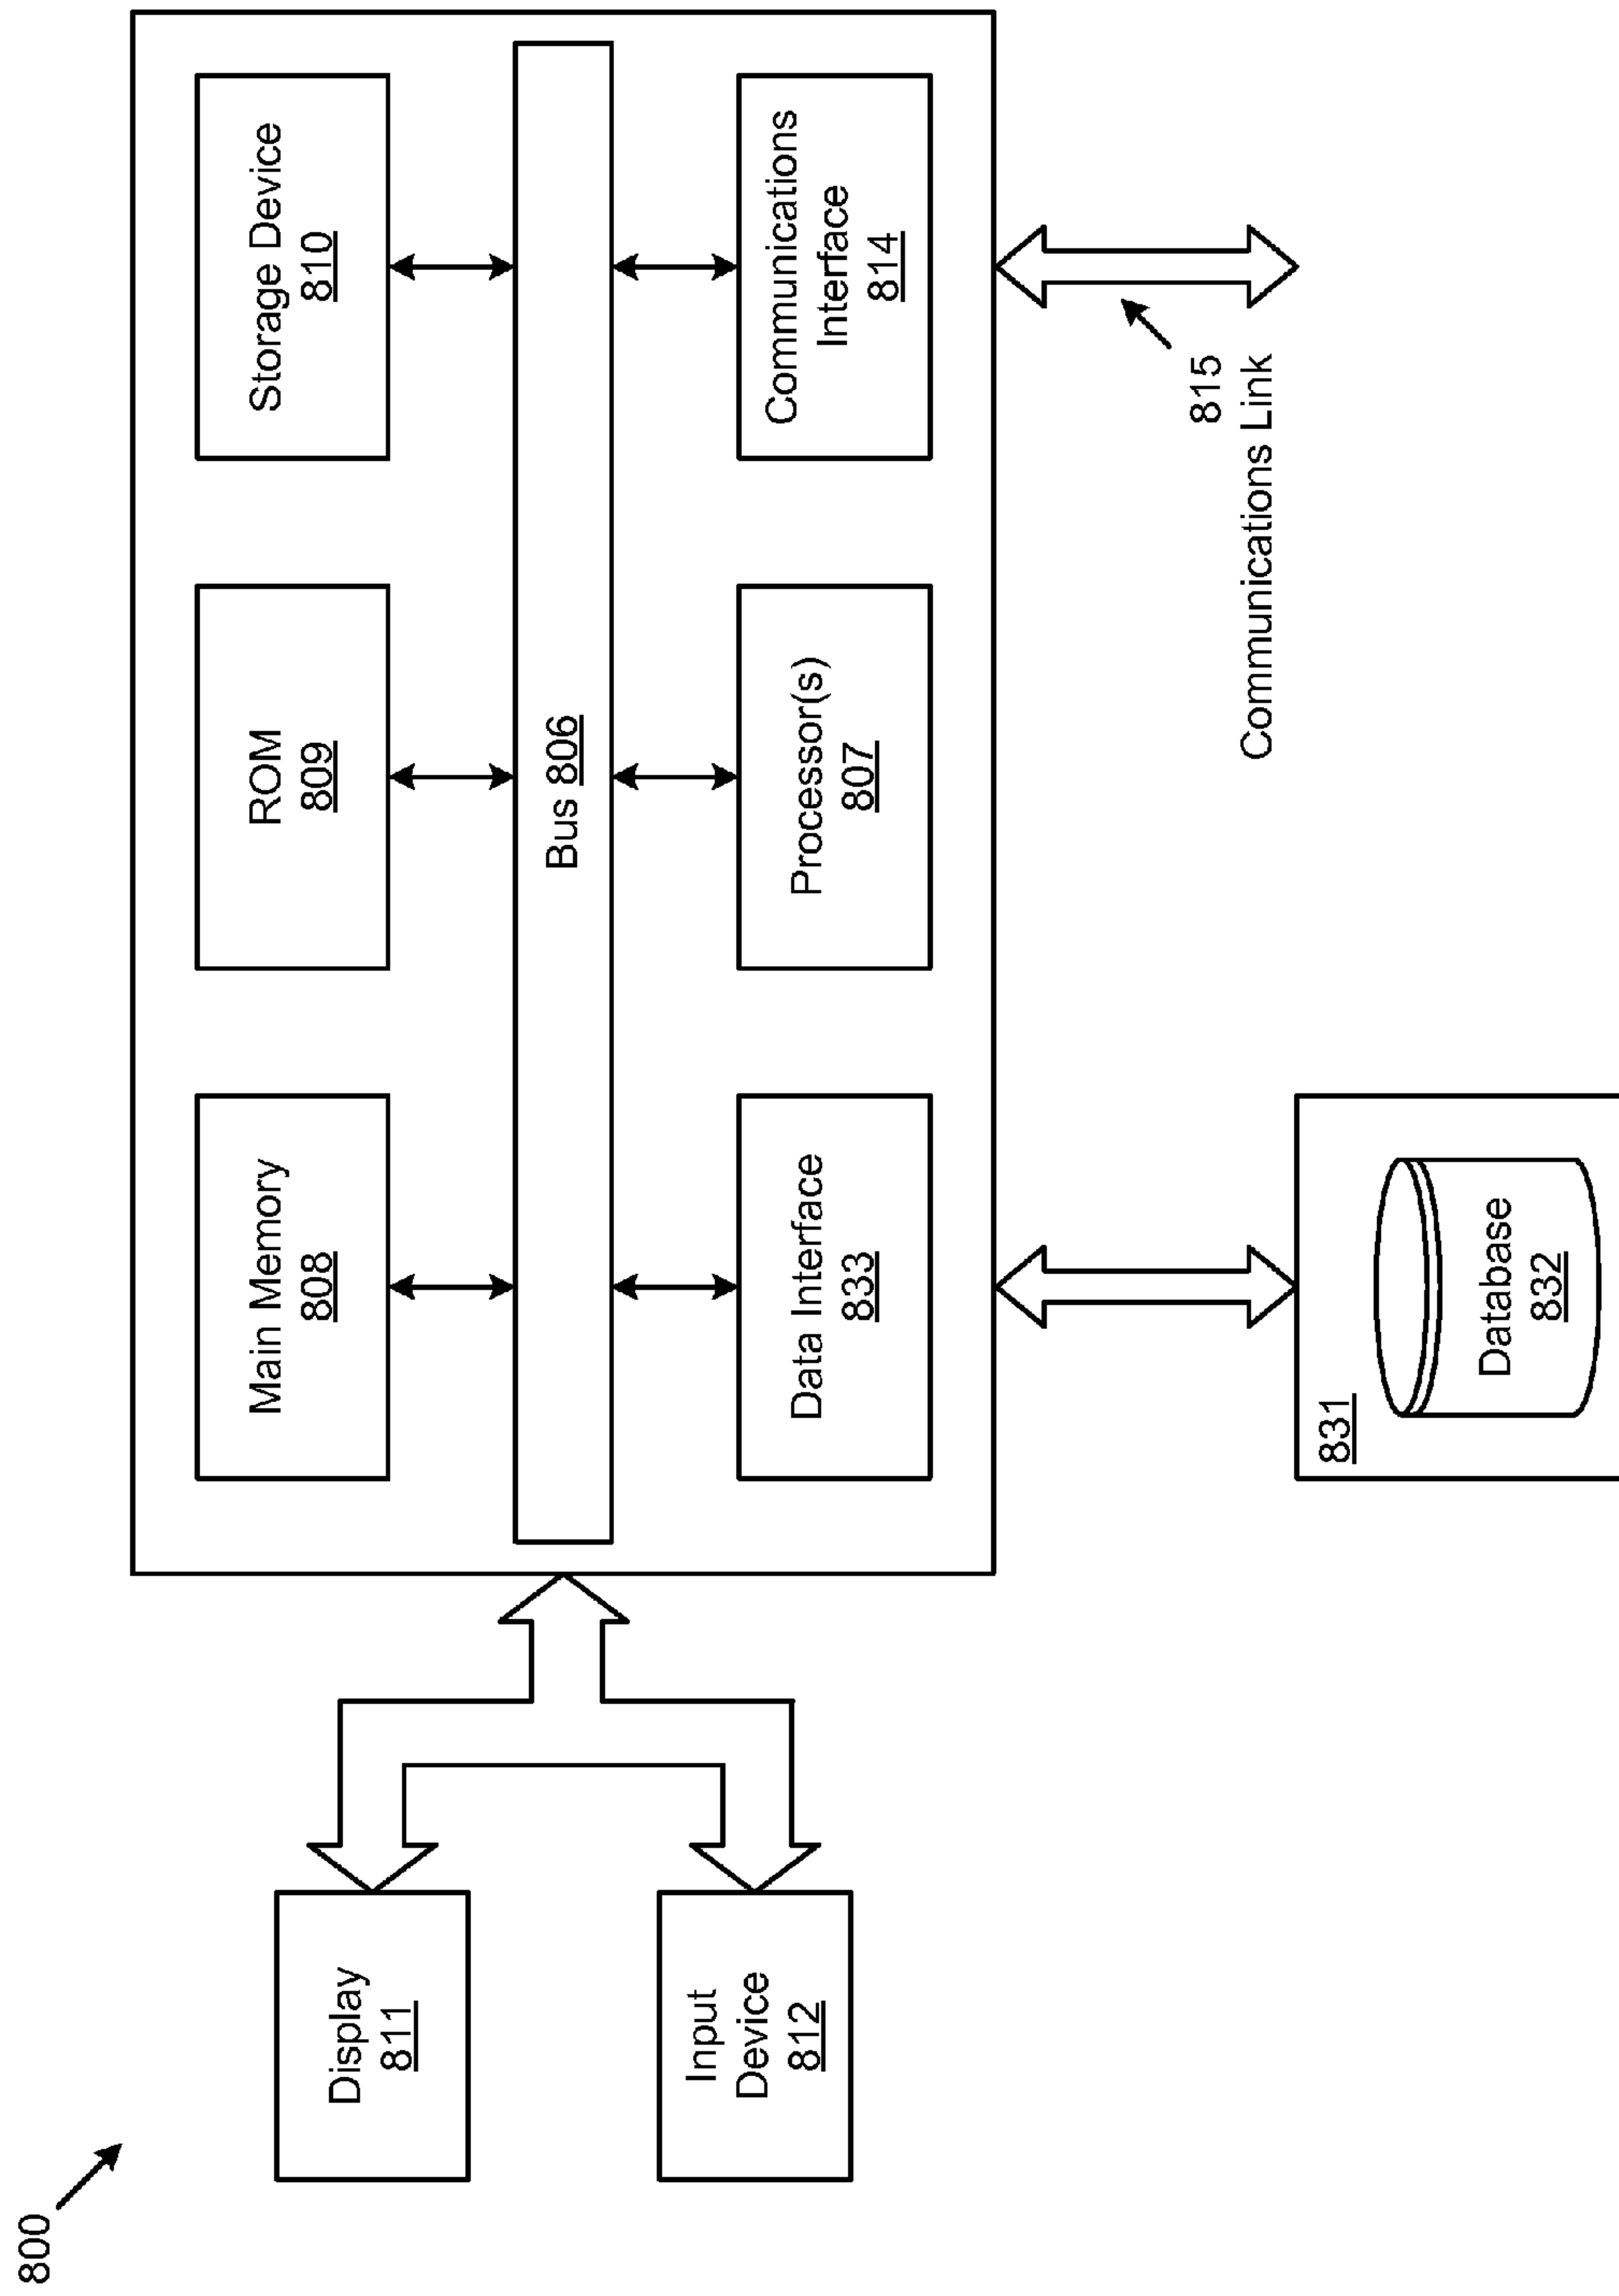 800
Display
811
Input
Device
812
Main Memory
808
ROM
809
Storage Device
810
Bus 806
Data Interface
833
Processor(s)
807
Communications
Interface
814
815
Communications Link
831
Database
832